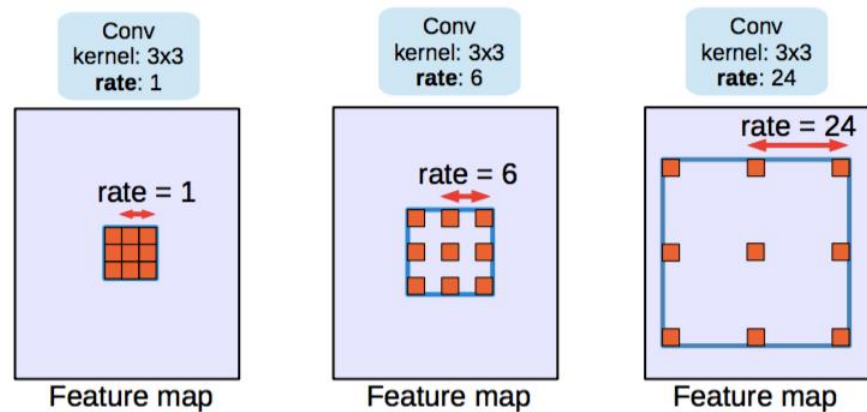 Conv
kernel: 3x3
rate: 1
Conv
kernel: 3x3
rate: 6
Conv
kernel: 3x3
rate: 24
rate = 1
rate = 6
rate = 24
Feature map
Feature map
Feature map